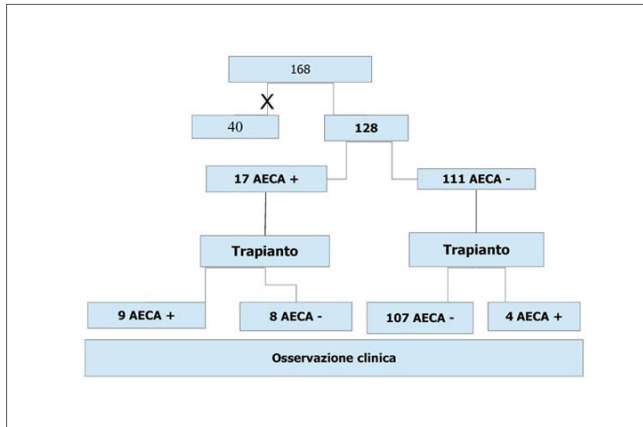 168
X
40
128
17 AECA +
111 AECA -
Trapianto
Trapianto
9 AECA +
8 AECA -
107 AECA -
4 AECA +
Osservazione clinica